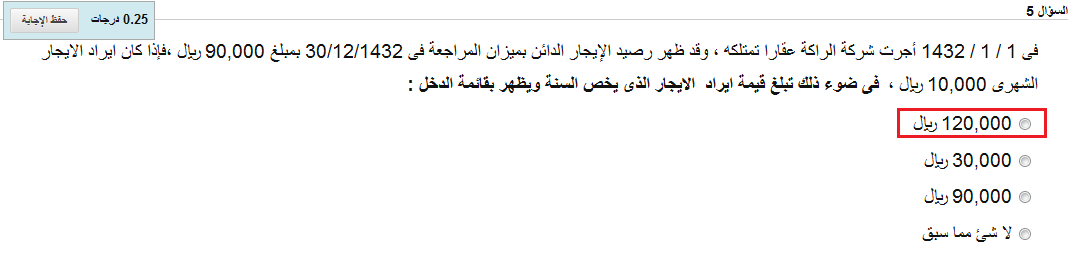 السؤال 5
0.25 درجات
حفظ الإجابة
فى 1 / 1 / 1432 أجرت شركة الراكة عقارا تمتلكه ، وقد ظهر رصيد الإيجار الدائن بميزان المراجعة فى 30/12/1432 بمبلغ 90,000 ريال ،فإذا كان ايراد الايجار
الشهرى 10,000 ريال ، فى ضوء ذلك تبلغ قيمة ايراد الايجار الذى يخص السنة ويظهر بقائمة الدخل :
120,000 ريال
30,000 ريال
90,000 ريال
لا شئ مما سبق